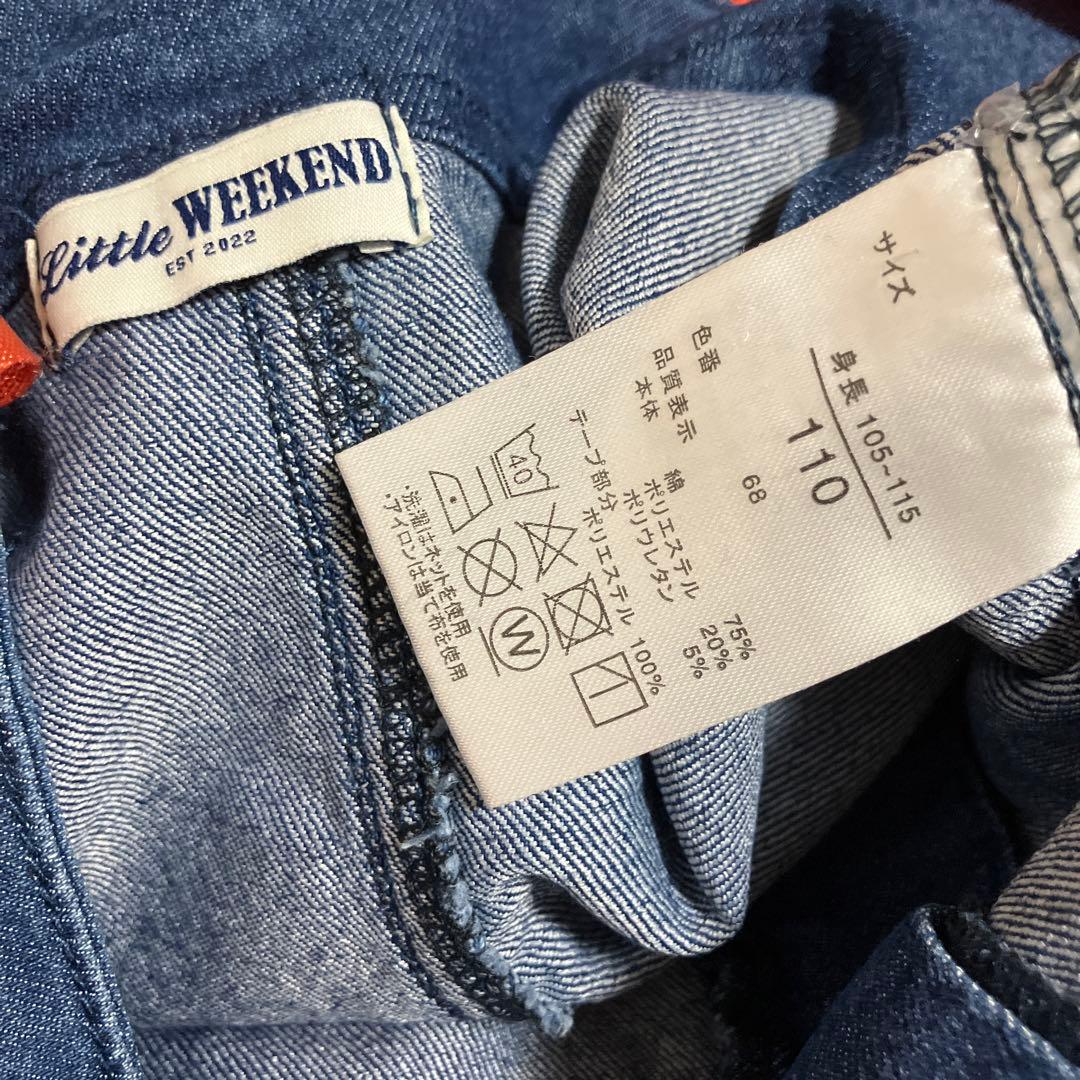 Little WEEKEND
EST 2022
サイズ
身長 105~115
110
色番 68
品質表示
本体 綿 75%
ポリエステル 20%
ポリウレタン 5%
テープ部分 ポリエステル 100%
40
W
・洗濯はネットを使用
・アイロンは当て布を使用